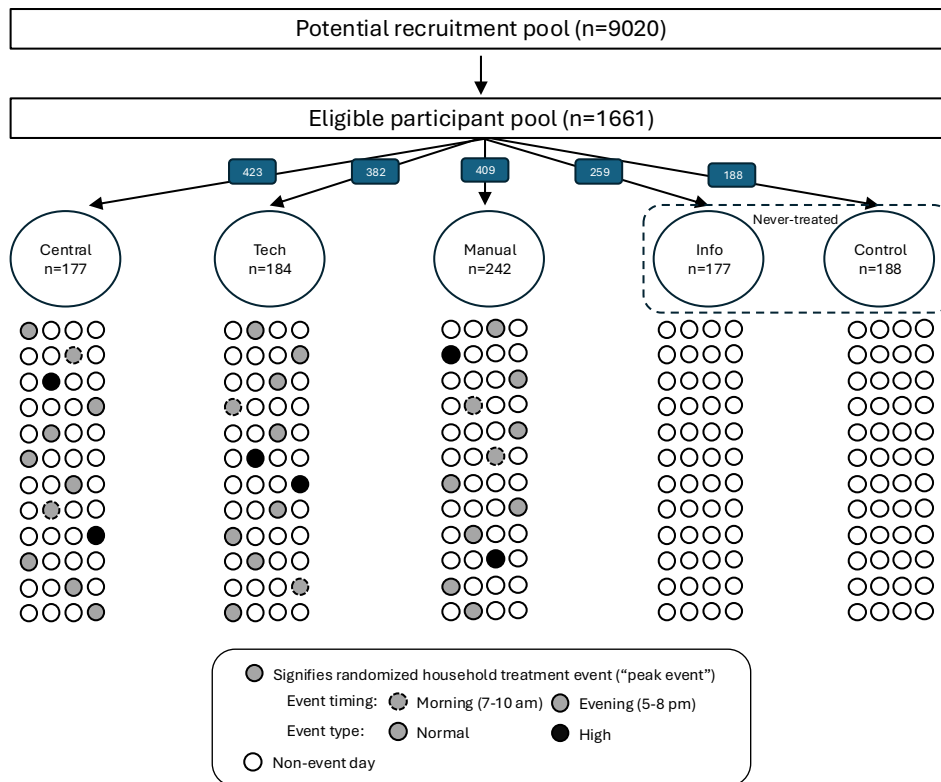 Potential recruitment pool (n=9020)
Eligible participant pool (n=1661)
423
382
409
259
188
Never-treated
Central
n=177
Tech
n=184
Manual
n=242
Info
n=177
Control
n=188
Signifies randomized household treatment event (“peak event”)
Event timing: Morning (7-10 am) Evening (5-8 pm)
Event type: Normal High
Non-event day